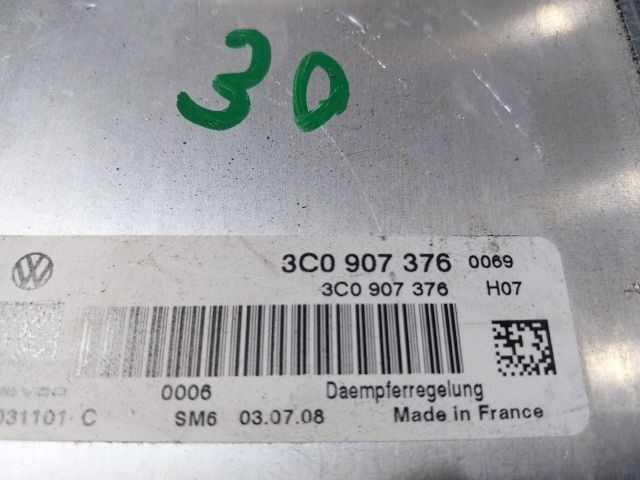 30
3C0 907 376 0069
3C0 907 376 H07
0006 Daempferregelung
031101 C SM6 03.07.08 Made in France